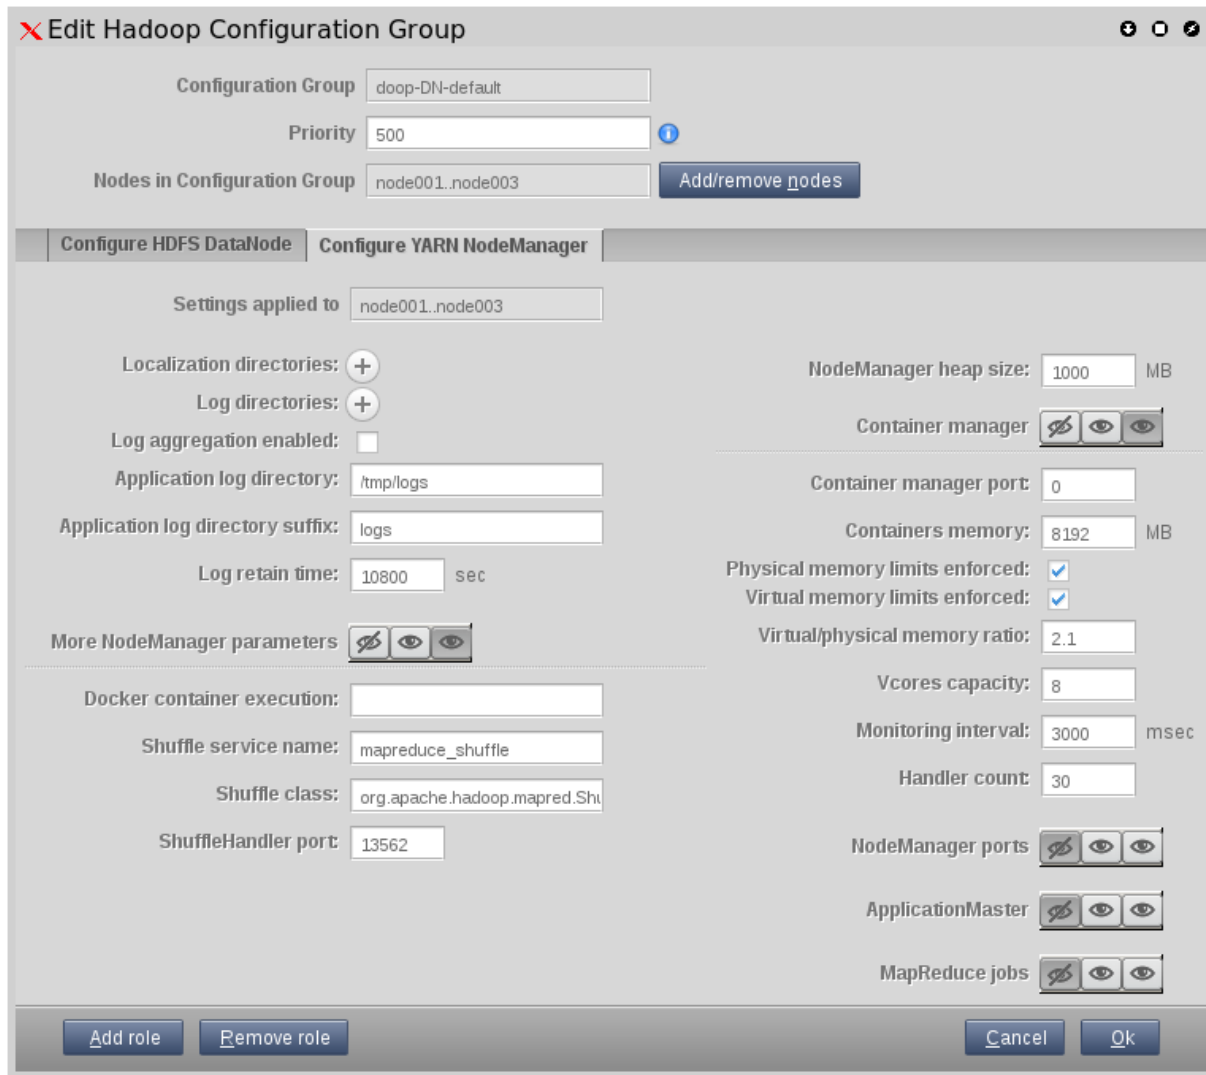 Edit Hadoop Configuration Group
Configuration Group doop-DN-default
Priority 500
Nodes in Configuration Group node001..node003 Add/remove nodes
Configure HDFS DataNode Configure YARN NodeManager
Settings applied to node001..node003
Localization directories:
Log directories:
Log aggregation enabled:
Application log directory: /tmp/logs
Application log directory suffix: logs
Log retain time: 10800 sec
More NodeManager parameters
Docker container execution:
Shuffle service name: mapreduce_shuffle
Shuffle class: org.apache.hadoop.mapred.Shu
ShuffleHandler port: 13562
NodeManager heap size: 1000 MB
Container manager
Container manager port: 0
Containers memory: 8192 MB
Physical memory limits enforced:
Virtual memory limits enforced:
Virtual/physical memory ratio: 2.1
Vcores capacity: 8
Monitoring interval: 3000 msec
Handler count: 30
NodeManager ports
ApplicationMaster
MapReduce jobs
Add role Remove role Cancel Ok